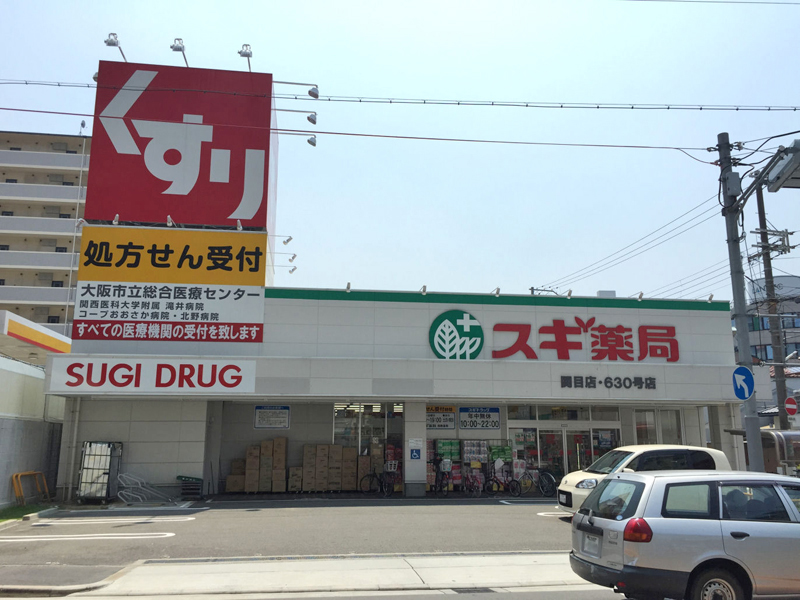 くすり
処方せん受付
大阪市立総合医療センター
関西医科大学附属 滝井病院
コープおおさか病院・北野病院
すべての医療機関の受付を致します
SUGI DRUG
スギ薬局
関目店・630号店
年中無休
10:00~22:00